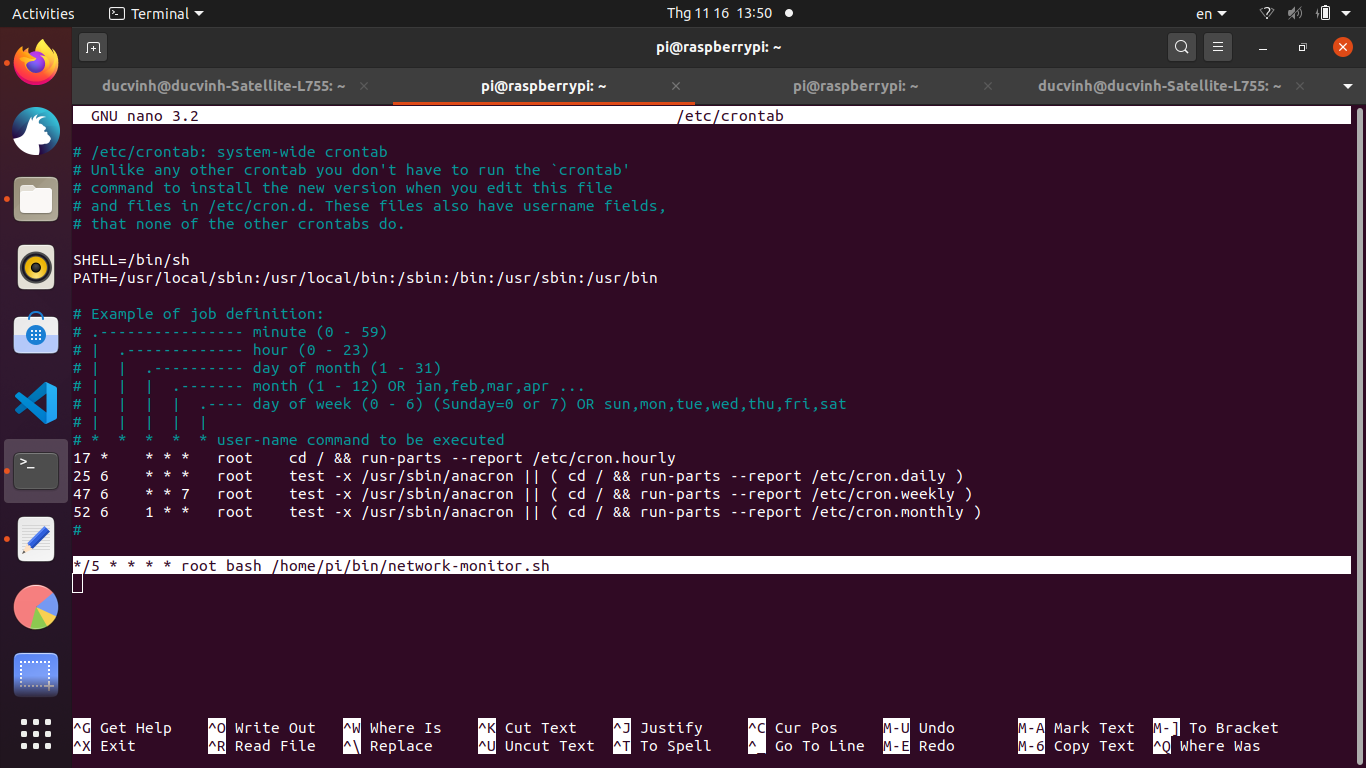 Activities Terminal Thg 11 16 13:50 en
pi@raspberrypi: ~
ducvinh@ducvinh-Satellite-L755: ~ pi@raspberrypi: ~ pi@raspberrypi: ~ ducvinh@ducvinh-Satellite-L755: ~
GNU nano 3.2 /etc/crontab
# /etc/crontab: system-wide crontab
# Unlike any other crontab you don't have to run the `crontab'
# command to install the new version when you edit this file
# and files in /etc/cron.d. These files also have username fields,
# that none of the other crontabs do.
SHELL=/bin/sh
PATH=/usr/local/sbin:/usr/local/bin:/sbin:/bin:/usr/sbin:/usr/bin
# Example of job definition:
# .---------------- minute (0 - 59)
# |  .------------- hour (0 - 23)
# |  |  .---------- day of month (1 - 31)
# |  |  |  .------- month (1 - 12) OR jan,feb,mar,apr ...
# |  |  |  |  .---- day of week (0 - 6) (Sunday=0 or 7) OR sun,mon,tue,wed,thu,fri,sat
# |  |  |  |  |
# *  *  *  *  * user-name command to be executed
17 *    * * *   root    cd / && run-parts --report /etc/cron.hourly
25 6    * * *   root    test -x /usr/sbin/anacron || ( cd / && run-parts --report /etc/cron.daily )
47 6    * * 7   root    test -x /usr/sbin/anacron || ( cd / && run-parts --report /etc/cron.weekly )
52 6    1 * *   root    test -x /usr/sbin/anacron || ( cd / && run-parts --report /etc/cron.monthly )
#
*/5 * * * * root bash /home/pi/bin/network-monitor.sh
^G Get Help ^O Write Out ^W Where Is ^K Cut Text ^J Justify ^C Cur Pos M-U Undo M-A Mark Text M-] To Bracket
^X Exit ^R Read File ^\ Replace ^U Uncut Text ^T To Spell ^_ Go To Line M-E Redo M-6 Copy Text ^Q Where Was